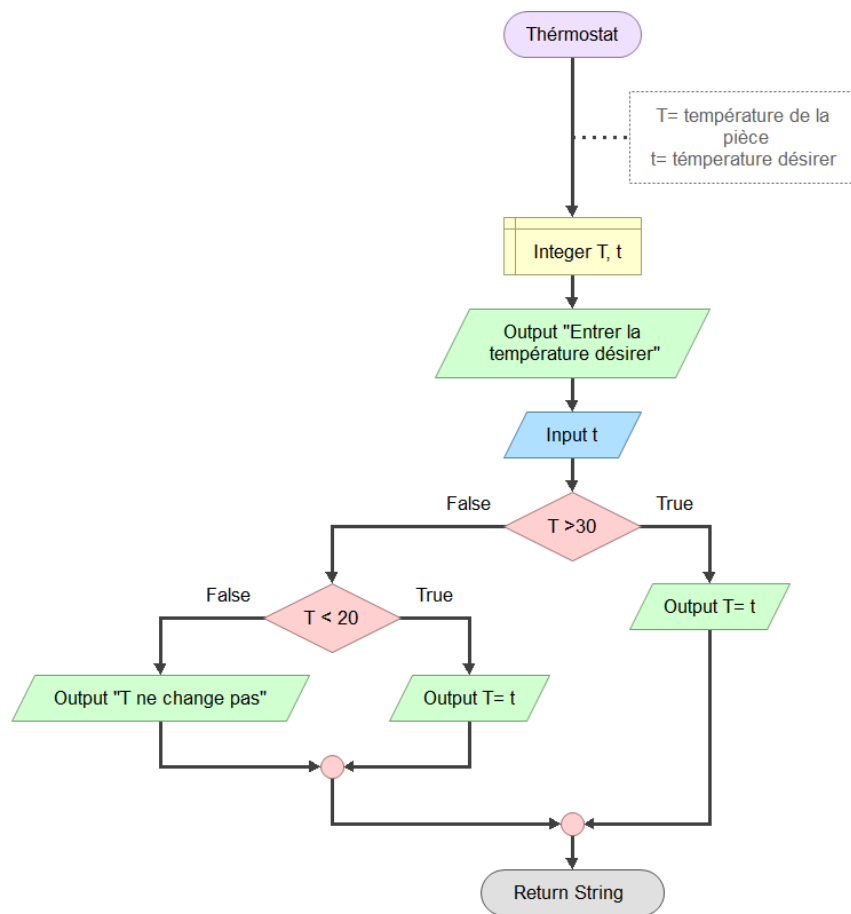 Thérmostat
T= température de la
pièce
t= témperature désirer
Integer T, t
Output "Entrer la
température désirer"
Input t
False
True
T >30
False
True
T < 20
Output T= t
Output "T ne change pas"
Output T= t
Return String